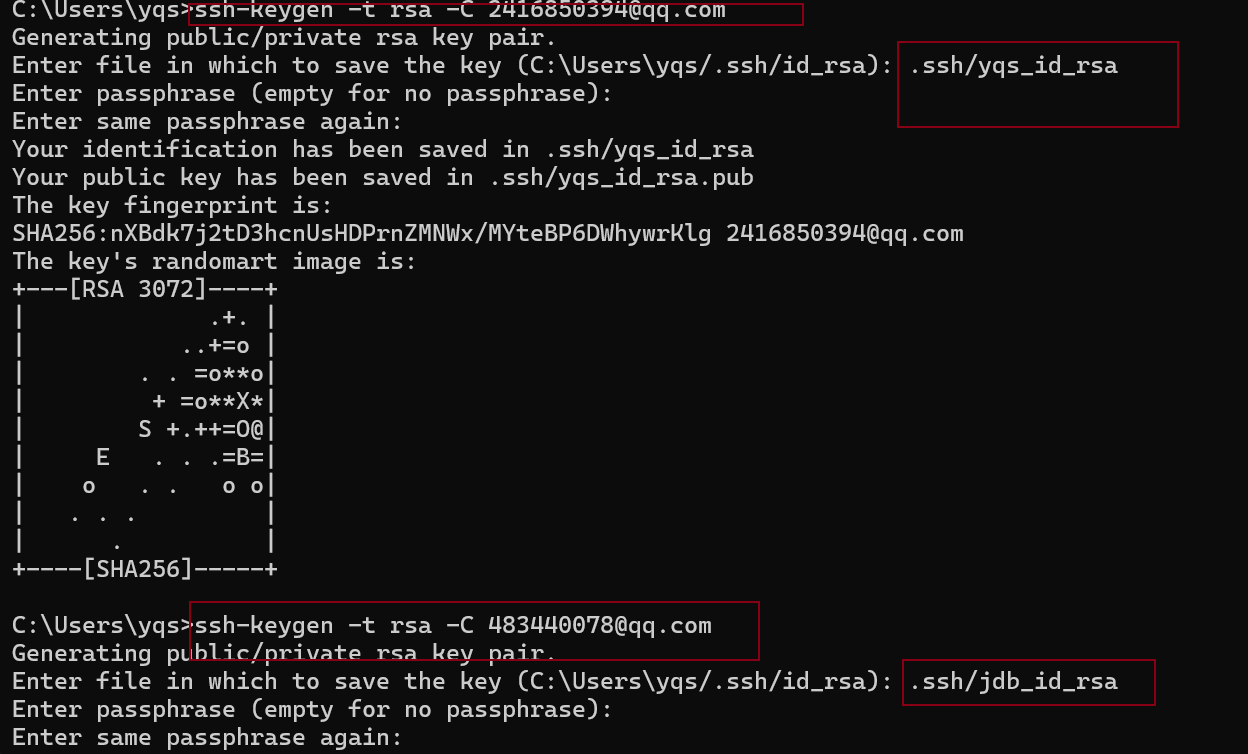 C:\Users\yqs>ssh-keygen -t rsa -C 2416850394@qq.com
Generating public/private rsa key pair.
Enter file in which to save the key (C:\Users\yqs/.ssh/id_rsa): .ssh/yqs_id_rsa
Enter passphrase (empty for no passphrase):
Enter same passphrase again:
Your identification has been saved in .ssh/yqs_id_rsa
Your public key has been saved in .ssh/yqs_id_rsa.pub
The key fingerprint is:
SHA256:nXBdk7j2tD3hcnUsHDPrnZMNWx/MYteBP6DWhywrKlg 2416850394@qq.com
The key's randomart image is:
+---[RSA 3072]----+
|              .+. |
|            ..+=o |
|         . . =o**o|
|          + =o**X*|
|         S +.++=O@|
|      E   . . .=B=|
|     o   . .   o o|
|    . . .          |
|       .           |
+----[SHA256]-----+
C:\Users\yqs>ssh-keygen -t rsa -C 483440078@qq.com
Generating public/private rsa key pair.
Enter file in which to save the key (C:\Users\yqs/.ssh/id_rsa): .ssh/jdb_id_rsa
Enter passphrase (empty for no passphrase):
Enter same passphrase again: